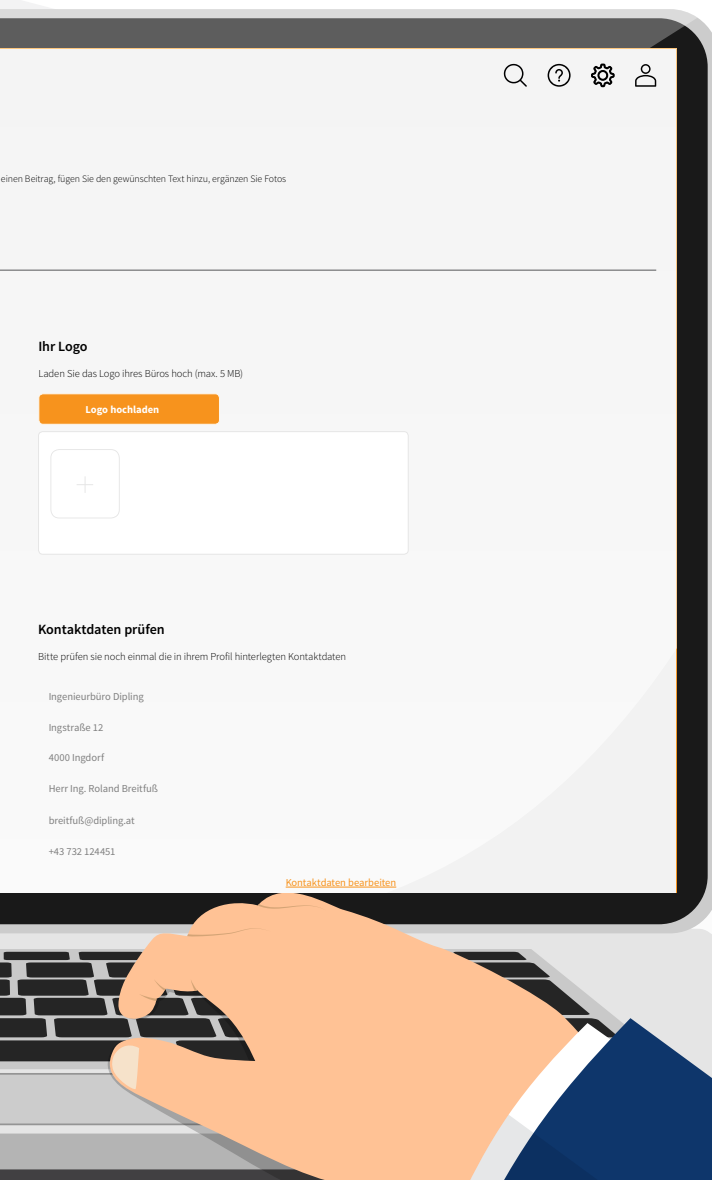 einen Beitrag, fügen Sie den gewünschten Text hinzu, ergänzen Sie Fotos
Ihr Logo
Laden Sie das Logo ihres Büros hoch (max. 5 MB)
Logo hochladen
Kontaktdaten prüfen
Bitte prüfen sie noch einmal die in ihrem Profil hinterlegten Kontaktdaten
Ingenieurbüro Dipling
Ingstraße 12
4000 Ingdorf
Herr Ing. Roland Breitfuß
breitfuß@dipling.at
+43 732 124451
Kontaktdaten bearbeiten